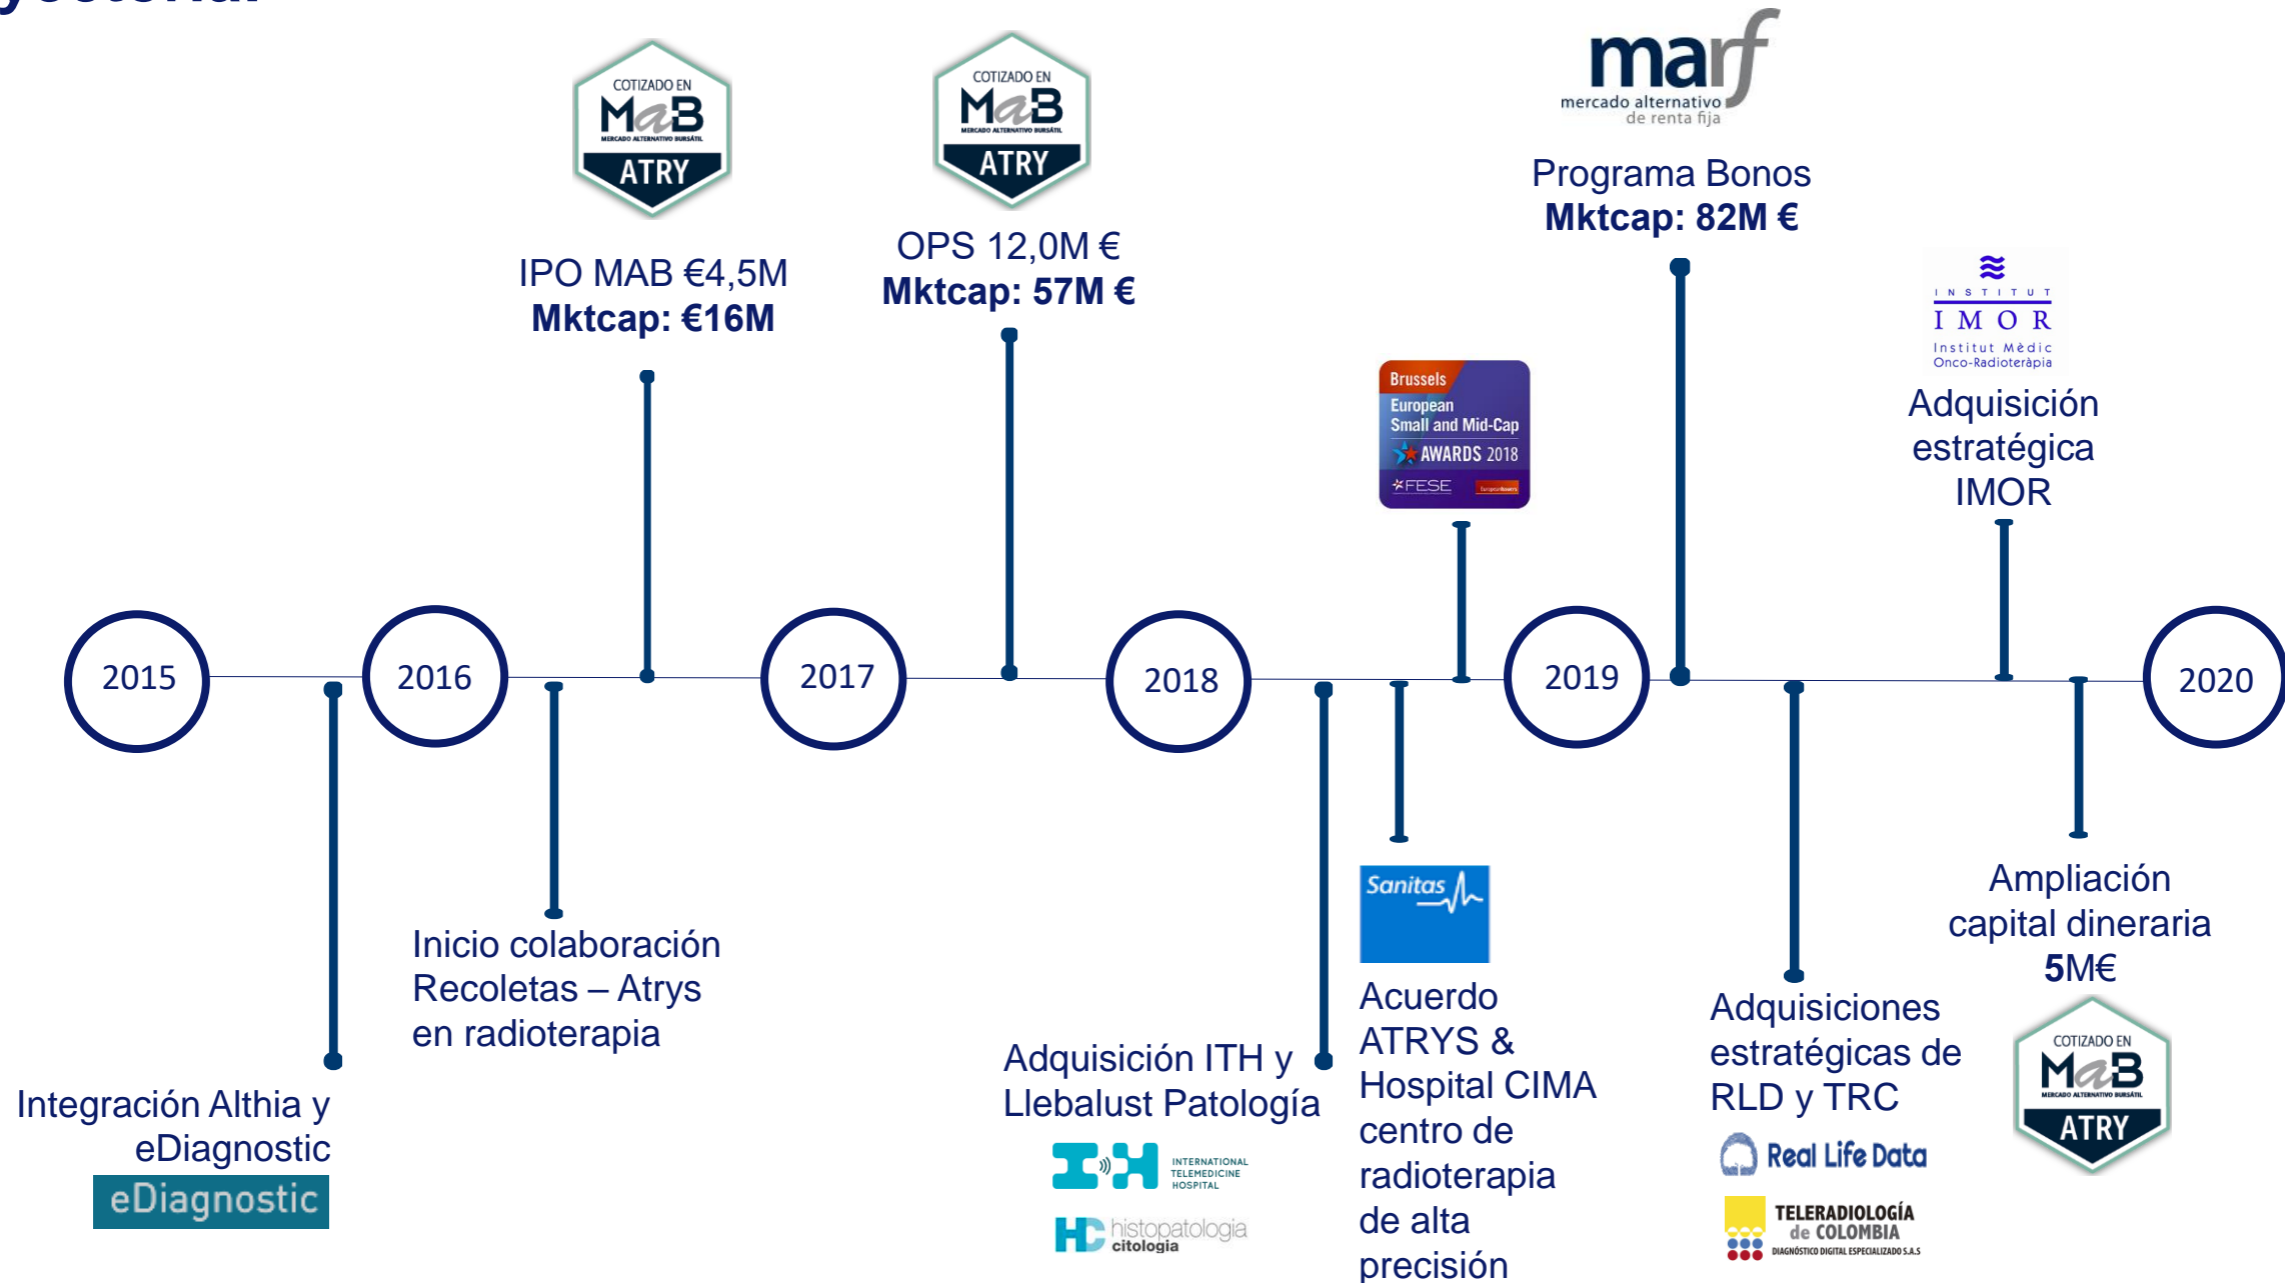 COTIZADO EN
MaB
MERCADO ALTERNATIVO BURSÁTIL
ATRY
IPO MAB €4,5M
Mktcap: €16M
COTIZADO EN
MaB
MERCADO ALTERNATIVO BURSÁTIL
ATRY
OPS 12,0M €
Mktcap: 57M €
Brussels
European
Small and Mid-Cap
AWARDS 2018
FESE
marf
mercado alternativo
de renta fija
Programa Bonos
Mktcap: 82M €
INSTITUT
IMOR
Institut Mèdic
Onco-Radioteràpia
Adquisición
estratégica
IMOR
2015
2016
2017
2018
2019
2020
Integración Althia y
eDiagnostic
eDiagnostic
Inicio colaboración
Recoletas – Atrys
en radioterapia
Adquisición ITH y
Llebalust Patología
INTERNATIONAL
TELEMEDICINE
HOSPITAL
HC histopatologia
citologia
Sanitas
Acuerdo
ATRYS &
Hospital CIMA
centro de
radioterapia
de alta
precisión
Adquisiciones
estratégicas de
RLD y TRC
Real Life Data
TELERADIOLOGÍA
de COLOMBIA
DIAGNÓSTICO DIGITAL ESPECIALIZADO S.A.S
Ampliación
capital dineraria
5M€
COTIZADO EN
MaB
MERCADO ALTERNATIVO BURSÁTIL
ATRY